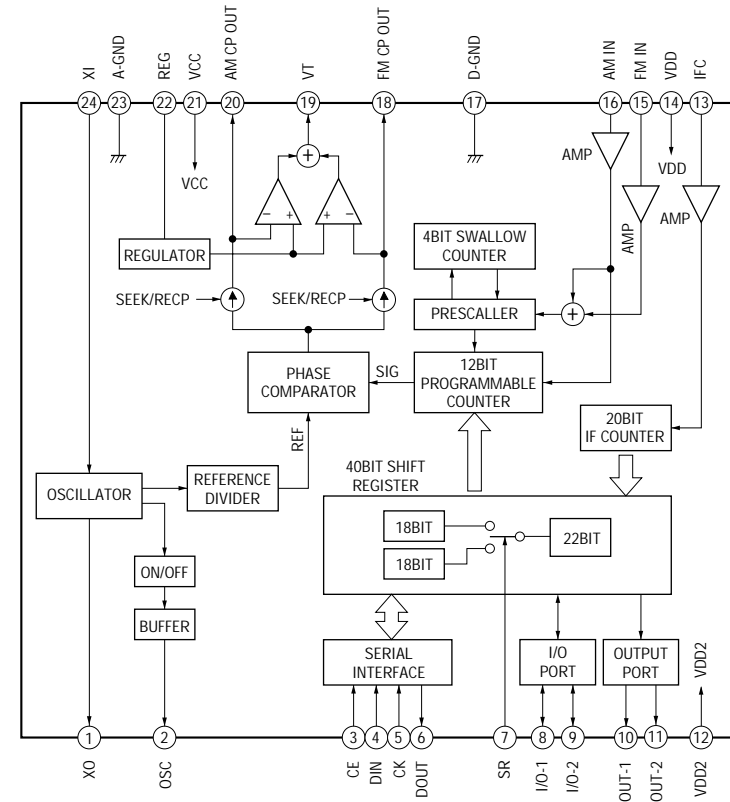 XI
A-GND
REG
VCC
AM CP OUT
VT
FM CP OUT
D-GND
AM IN
FM IN
VDD
IFC
24
23
22
21
20
19
18
17
16
15
14
13
AMP
VDD
VCC
+
AMP
AMP
− +
+ −
4BIT SWALLOW
COUNTER
REGULATOR
SEEK/RECP
SEEK/RECP
PRESCALLER
+
PHASE
COMPARATOR
SIG
12BIT
PROGRAMMABLE
COUNTER
20BIT
IF COUNTER
REF
OSCILLATOR
REFERENCE
DIVIDER
40BIT SHIFT
REGISTER
18BIT
18BIT
22BIT
ON/OFF
BUFFER
SERIAL
INTERFACE
I/O
PORT
OUTPUT
PORT
VDD2
1
2
3
4
5
6
7
8
9
10
11
12
XO
OSC
CE
DIN
CK
DOUT
SR
I/O-1
I/O-2
OUT-1
OUT-2
VDD2